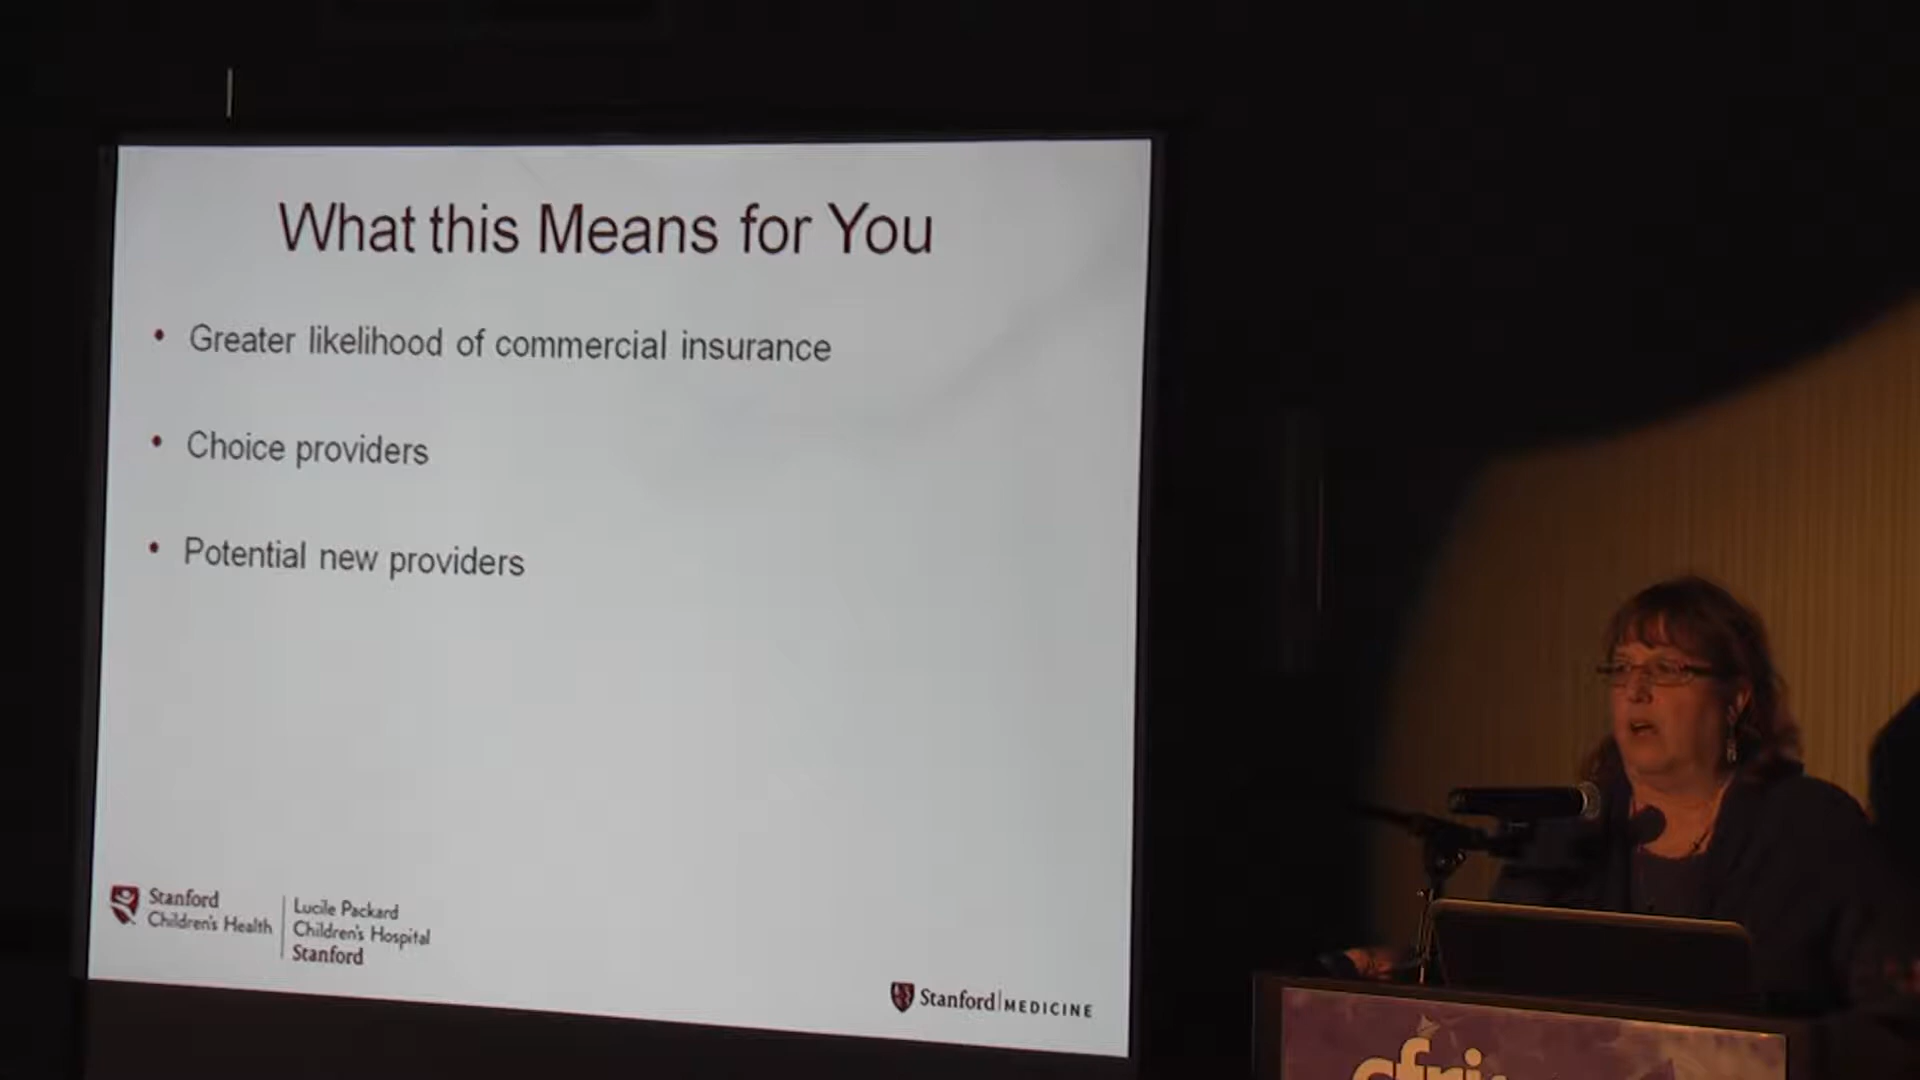 What this Means for You
• Greater likelihood of commercial insurance
• Choice providers
• Potential new providers
Stanford
Children's Health
Lucile Packard
Children's Hospital
Stanford
Stanford | MEDICINE
cfri